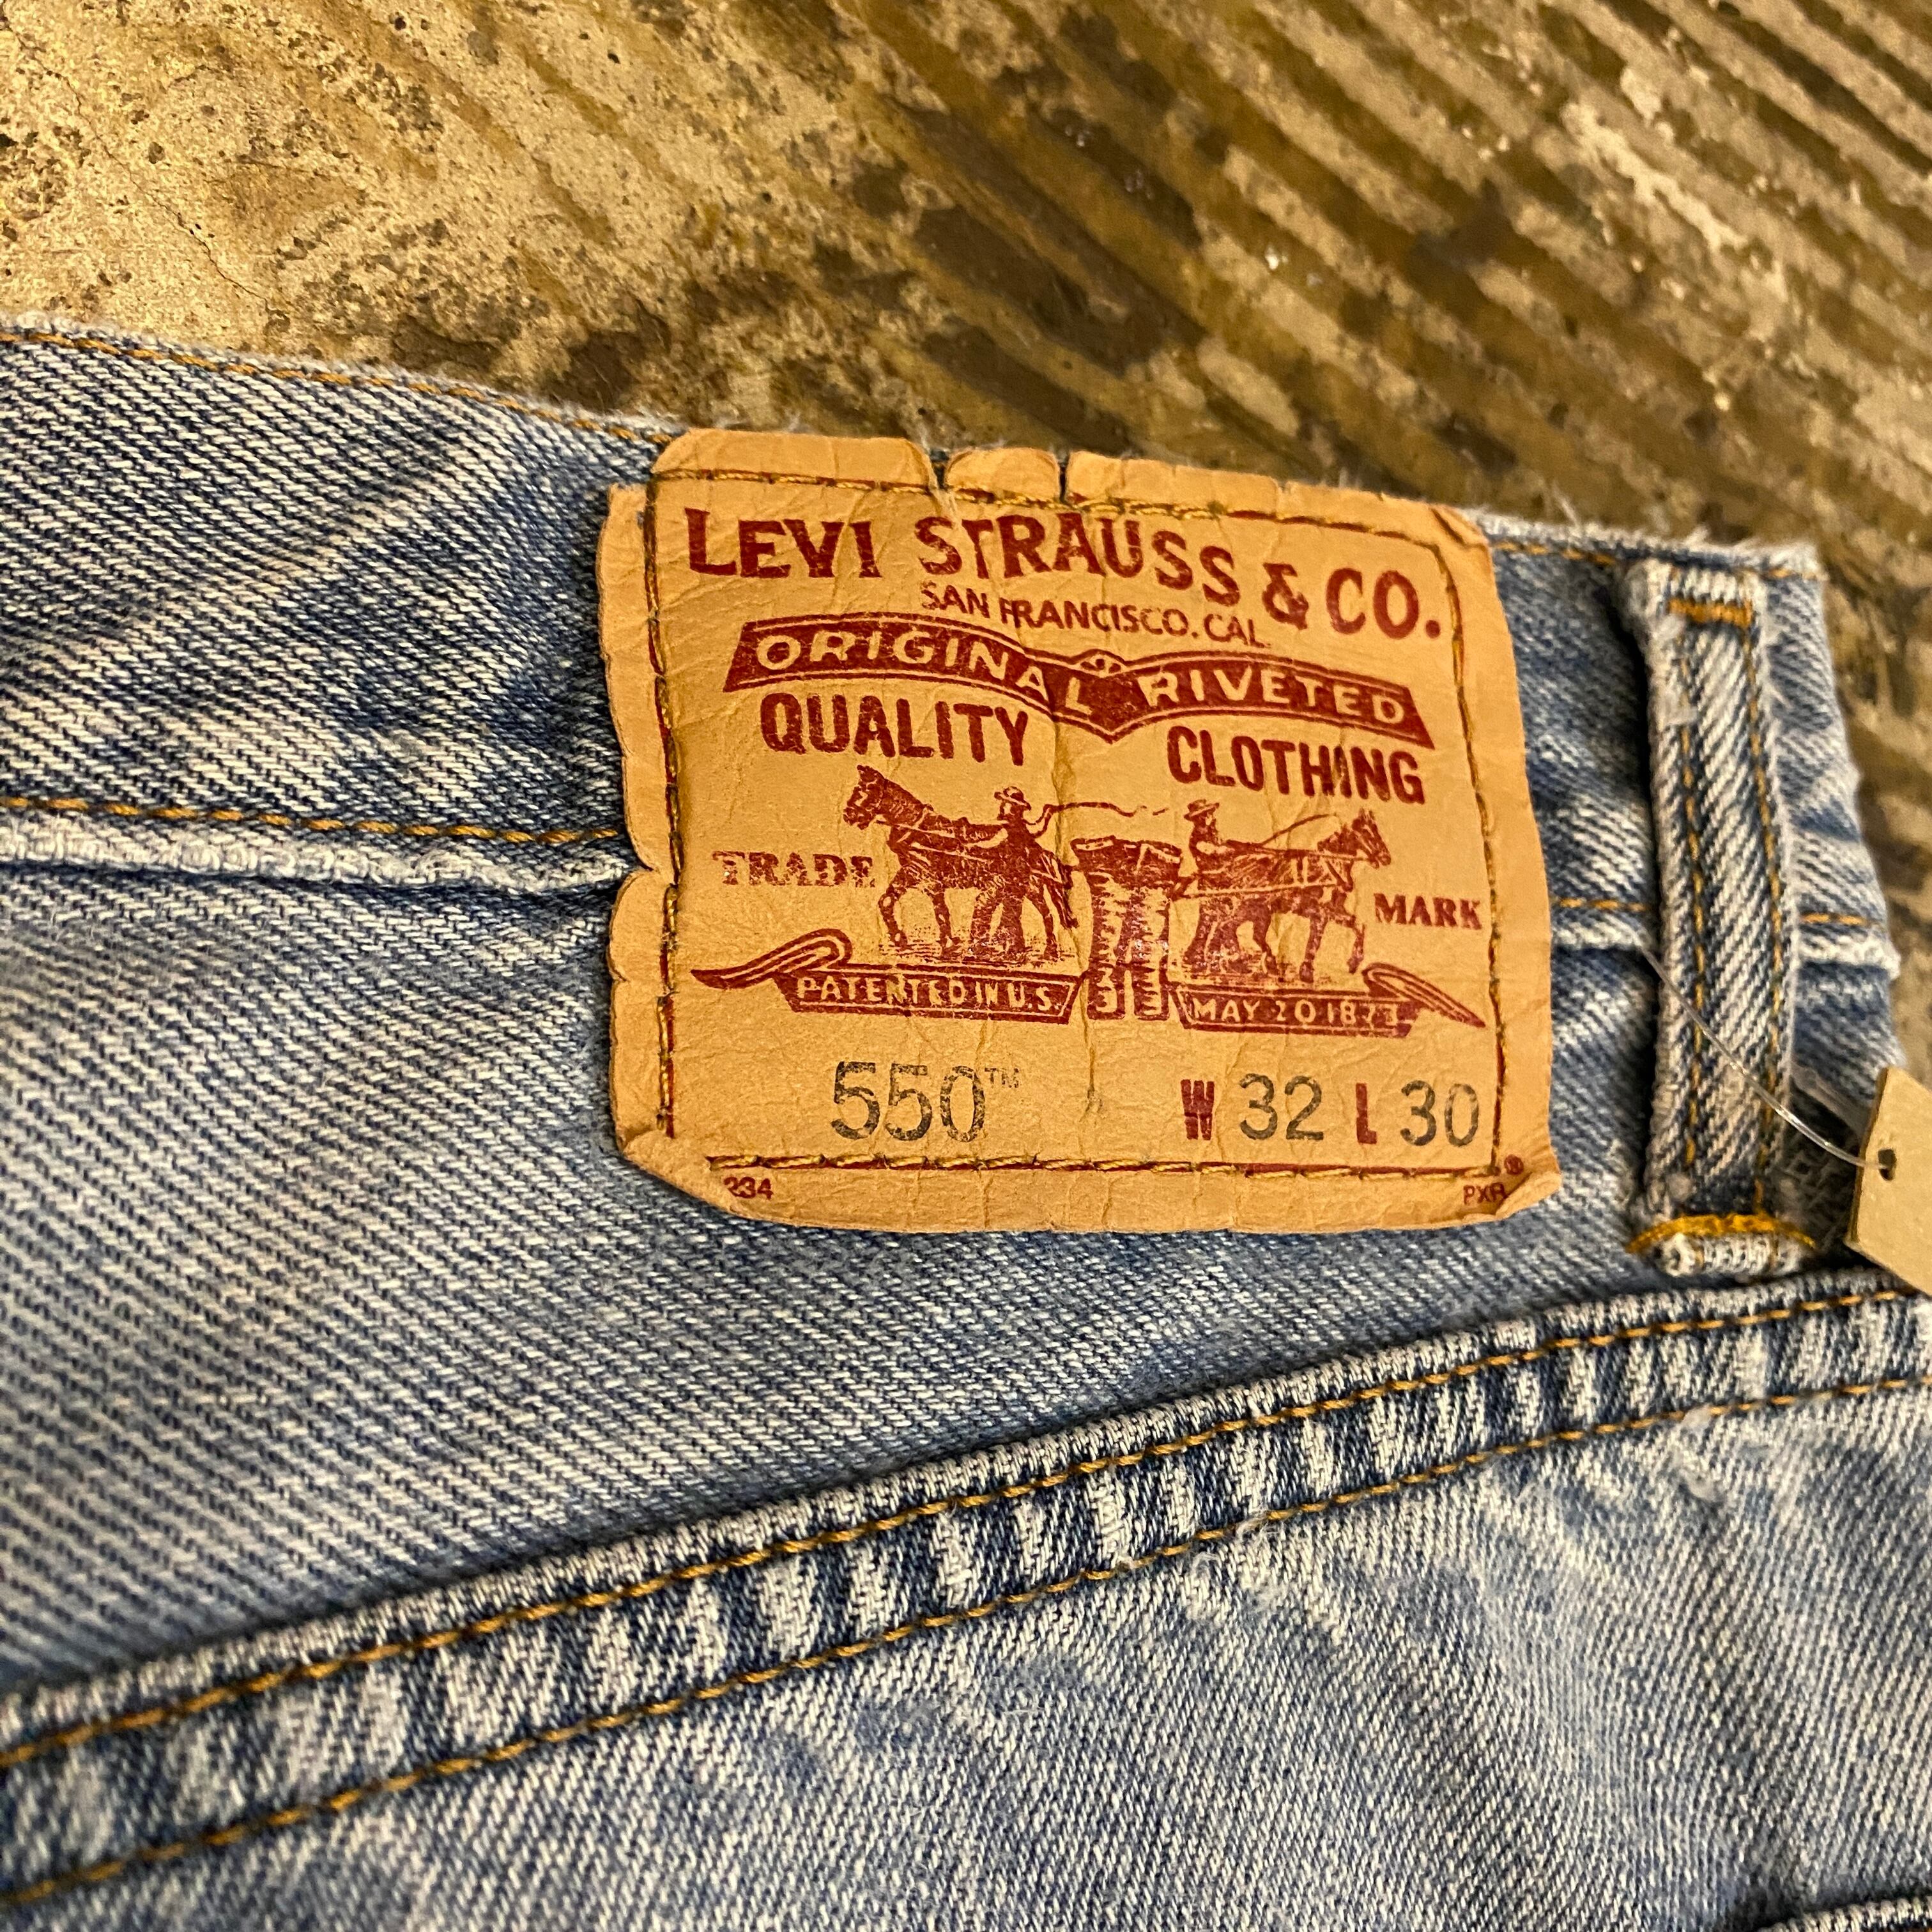 LEVI STRAUSS & CO.
SAN FRANCISCO. CAL.
ORIGINAL RIVETED
QUALITY CLOTHING
TRADE MARK
PATENTED IN U.S. MAY 20 1873
550™ W 32 L 30
234 PXR ®